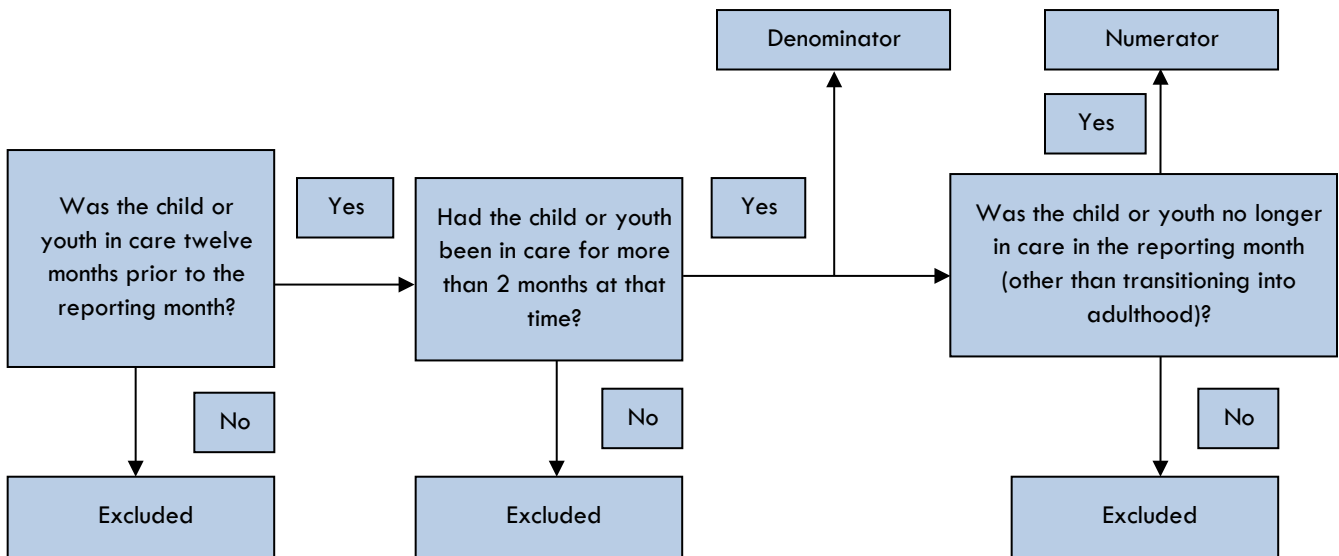 Denominator
Numerator
Yes
Was the child or
youth in care twelve
months prior to the
reporting month?
Yes
Had the child or youth
been in care for more
than 2 months at that
time?
Yes
Was the child or youth no longer
in care in the reporting month
(other than transitioning into
adulthood)?
No
No
No
Excluded
Excluded
Excluded